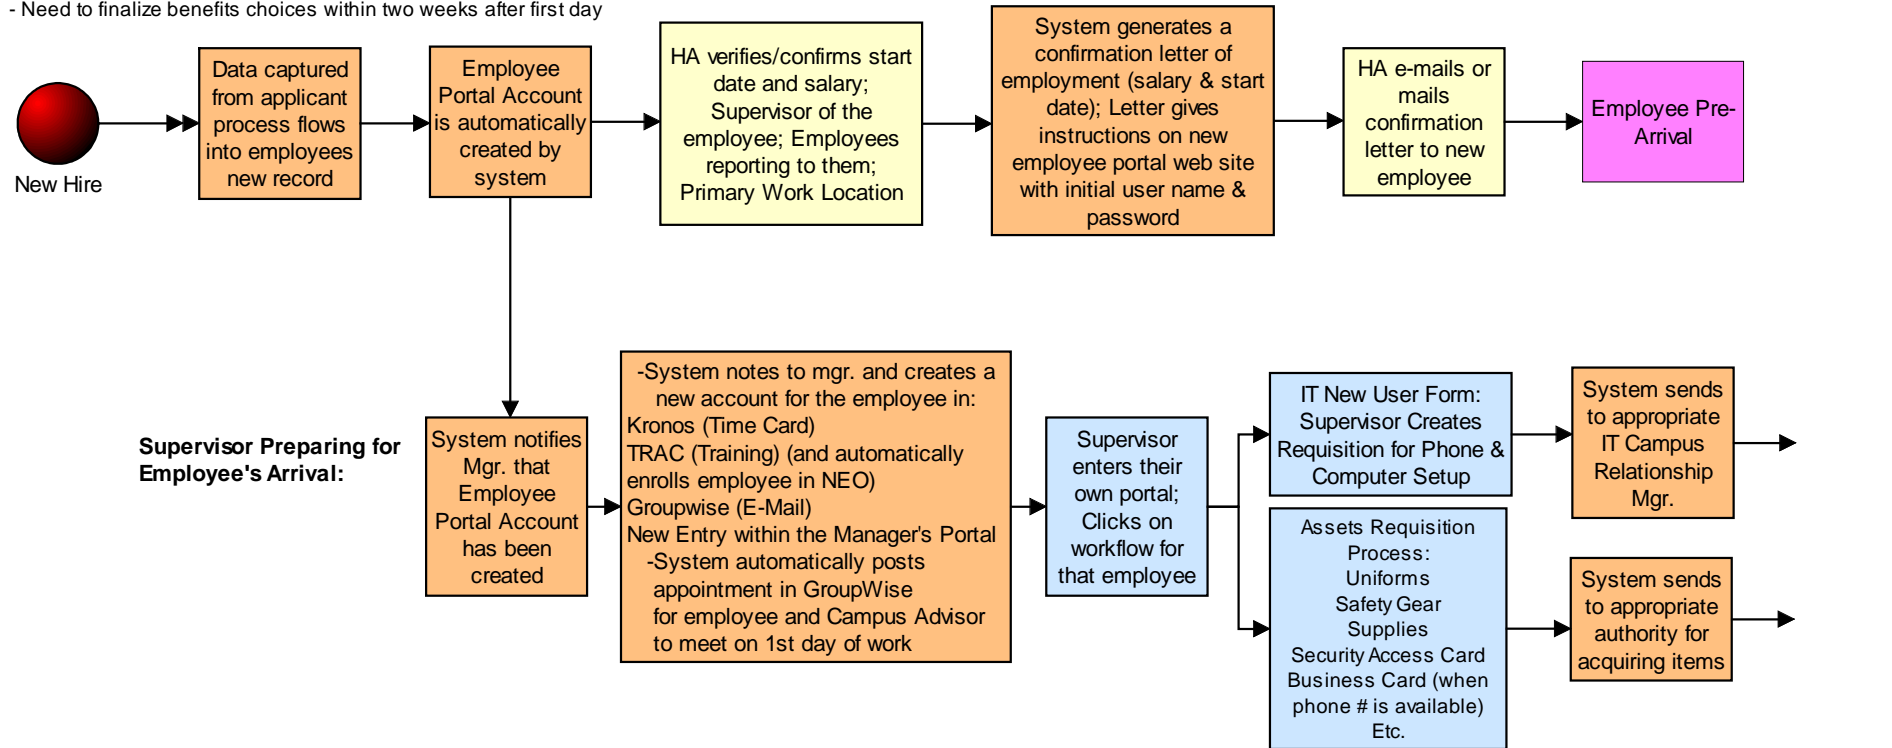 - Need to finalize benefits choices within two weeks after first day
New Hire
Data captured
from applicant
process flows
into employees
new record
Employee
Portal Account
is automatically
created by
system
HA verifies/confirms start
date and salary;
Supervisor of the
employee; Employees
reporting to them;
Primary Work Location
System generates a
confirmation letter of
employment (salary & start
date); Letter gives
instructions on new
employee portal web site
with initial user name &
password
HA e-mails or
mails
confirmation
letter to new
employee
Employee Pre-
Arrival
Supervisor Preparing for
Employee's Arrival:
System notifies
Mgr. that
Employee
Portal Account
has been
created
-System notes to mgr. and creates a
new account for the employee in:
Kronos (Time Card)
TRAC (Training) (and automatically
enrolls employee in NEO)
Groupwise (E-Mail)
New Entry within the Manager's Portal
-System automatically posts
appointment in GroupWise
for employee and Campus Advisor
to meet on 1st day of work
Supervisor
enters their
own portal;
Clicks on
workflow for
that employee
IT New User Form:
Supervisor Creates
Requisition for Phone &
Computer Setup
System sends
to appropriate
IT Campus
Relationship
Mgr.
Assets Requisition
Process:
Uniforms
Safety Gear
Supplies
Security Access Card
Business Card (when
phone # is available)
Etc.
System sends
to appropriate
authority for
acquiring items